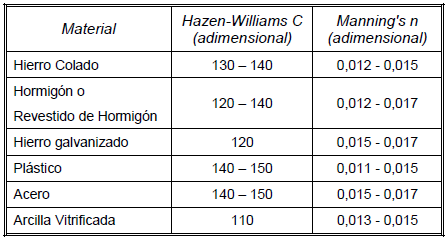 Material Hazen-Williams C (adimensional) Manning's n (adimensional)
Hierro Colado 130 – 140 0,012 - 0,015
Hormigón o
Revestido de Hormigón 120 – 140 0,012 - 0,017
Hierro galvanizado 120 0,015 - 0,017
Plástico 140 – 150 0,011 - 0,015
Acero 140 – 150 0,015 - 0,017
Arcilla Vitrificada 110 0,013 - 0,015